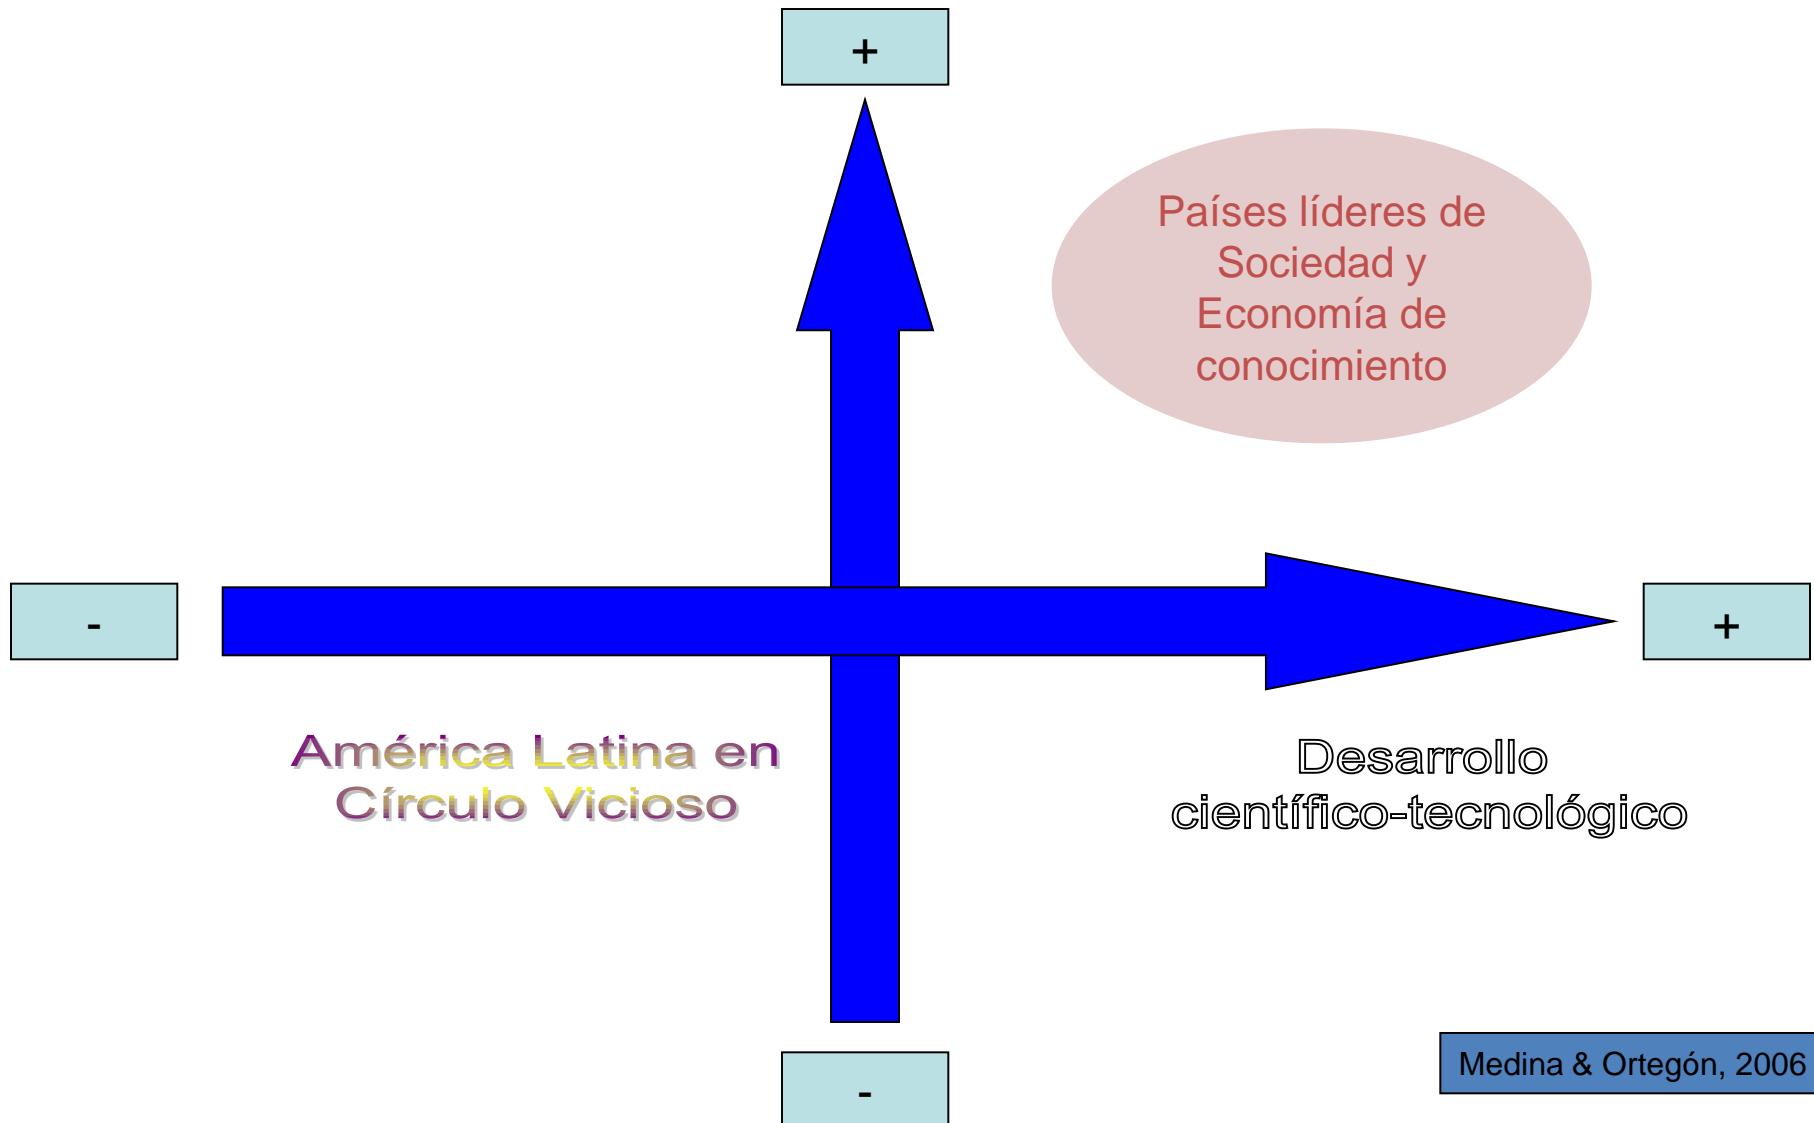 +
Países líderes de
Sociedad y
Economía de
conocimiento
-
+
América Latina en
Círculo Vicioso
Desarrollo
científico-tecnológico
Medina & Ortegón, 2006
-